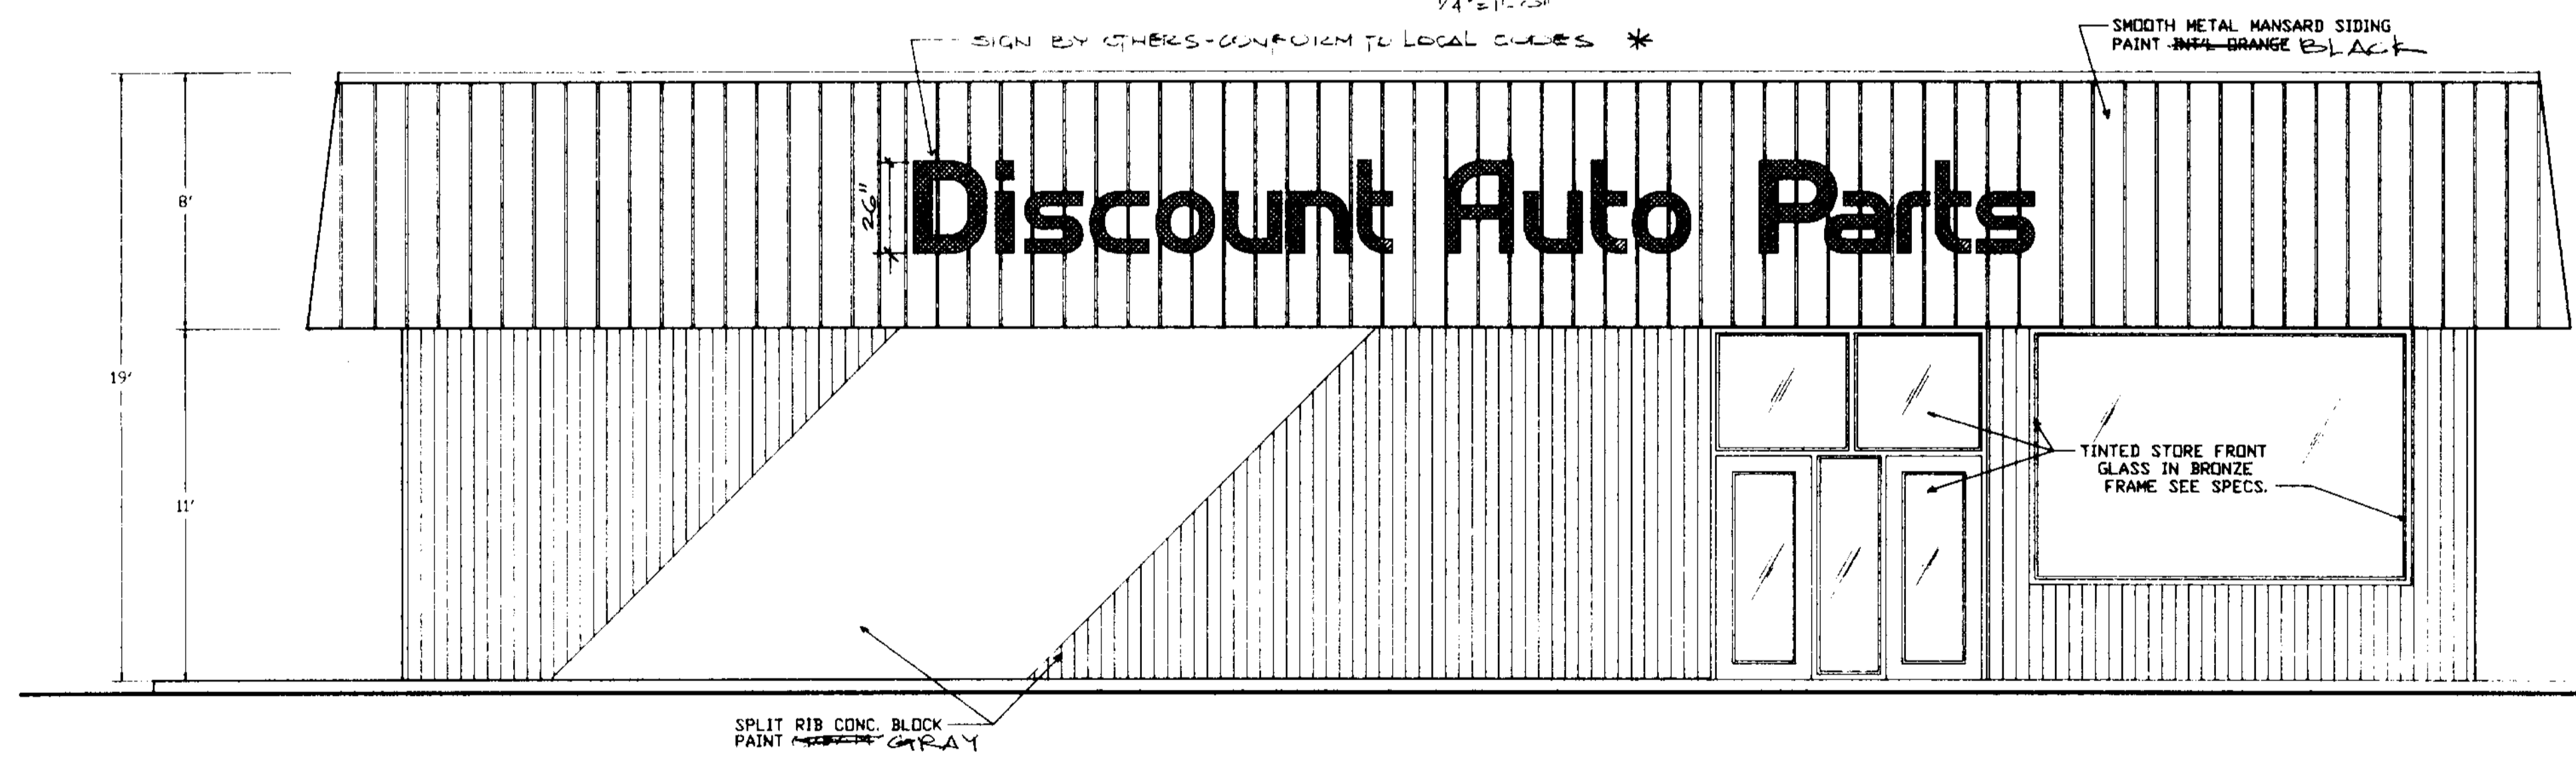 SIGN BY OTHERS-CONFORM TO LOCAL CODES *
SMOOTH METAL MANSARD SIDING
PAINT INT'L ORANGE BLACK
8'
26"
Discount Auto Parts
19'
11'
TINTED STORE FRONT
GLASS IN BRONZE
FRAME SEE SPECS.
SPLIT RIB CONC. BLOCK
PAINT GRAY